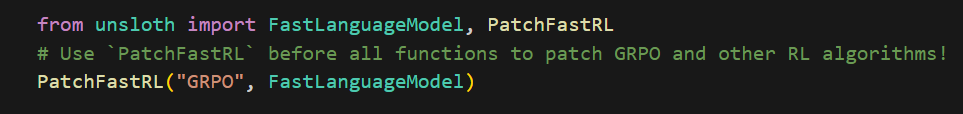 from unsloth import FastLanguageModel, PatchFastRL
# Use `PatchFastRL` before all functions to patch GRPO and other RL algorithms!
PatchFastRL("GRPO", FastLanguageModel)